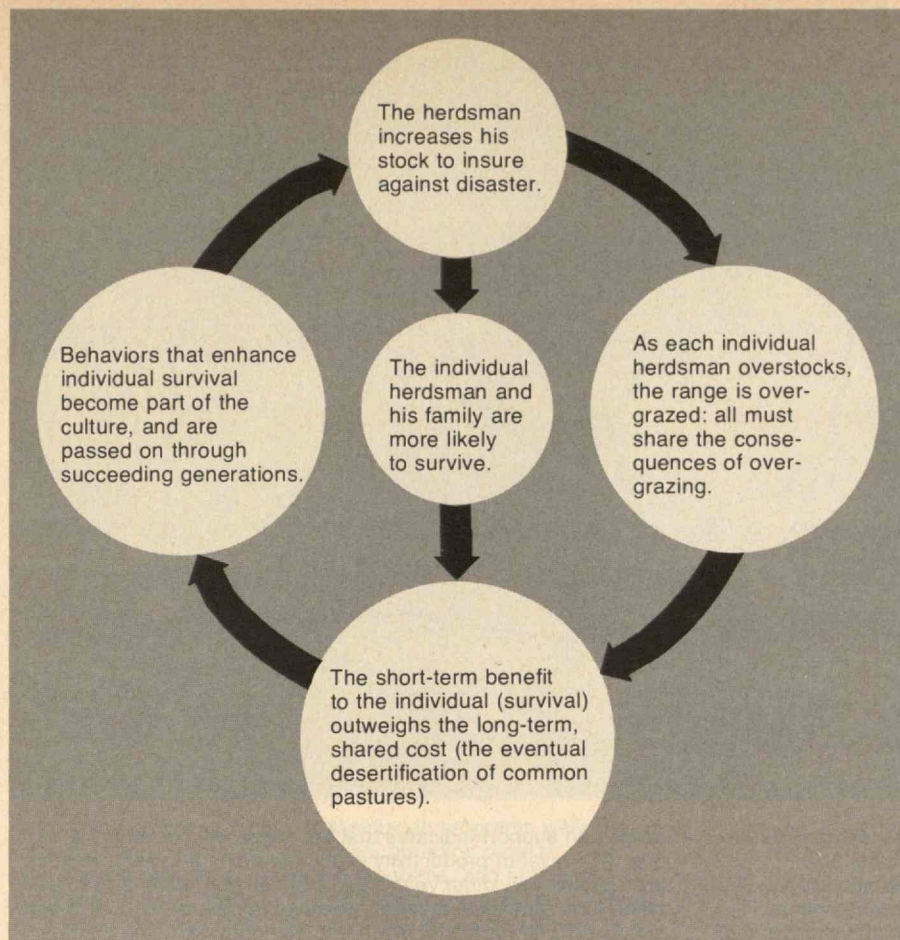 The herdsman
increases his
stock to insure
against disaster.
Behaviors that enhance
individual survival
become part of the
culture, and are
passed on through
succeeding generations.
The individual
herdsman and
his family are
more likely
to survive.
As each individual
herdsman overstocks,
the range is over-
grazed: all must
share the conse-
quences of over-
grazing.
The short-term benefit
to the individual (survival)
outweighs the long-term,
shared cost (the eventual
desertification of common
pastures).